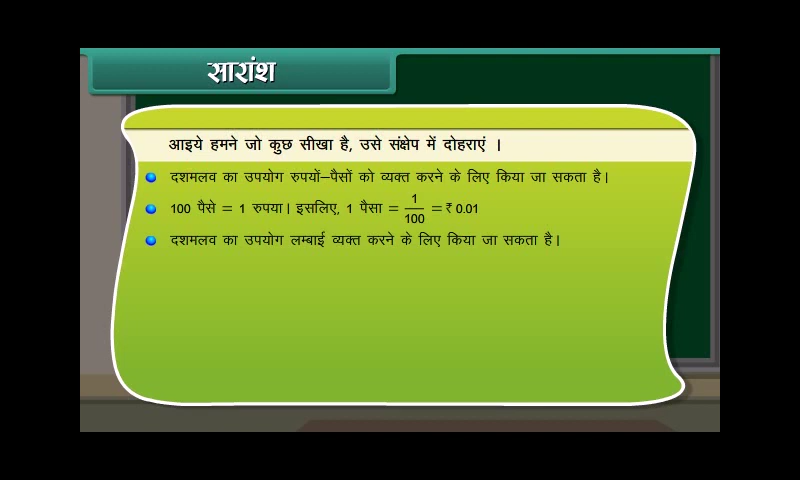 सारांश
आइये हमने जो कुछ सीखा है, उसे संक्षेप में दोहराएं ।
दशमलव का उपयोग रुपयों–पैसों को व्यक्त करने के लिए किया जा सकता है।
100 पैसे = 1 रुपया। इसलिए, 1 पैसा = 1/100 = ₹ 0.01
दशमलव का उपयोग लम्बाई व्यक्त करने के लिए किया जा सकता है।